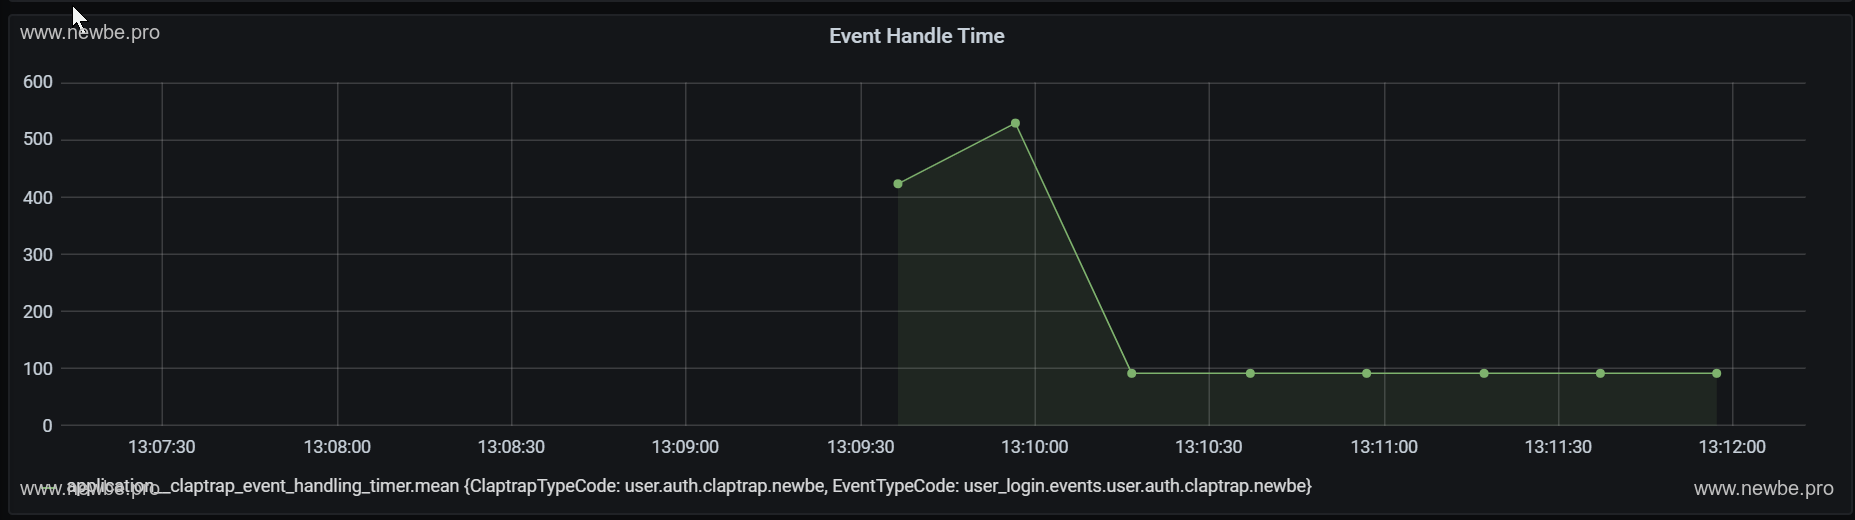 www.newbe.pro
Event Handle Time
600
500
400
300
200
100
0
13:07:30 13:08:00 13:08:30 13:09:00 13:09:30 13:10:00 13:10:30 13:11:00 13:11:30 13:12:00
application__claptrap_event_handling_timer.mean {ClaptrapTypeCode: user.auth.claptrap.newbe, EventTypeCode: user_login.events.user.auth.claptrap.newbe}
www.newbe.pro
www.newbe.pro